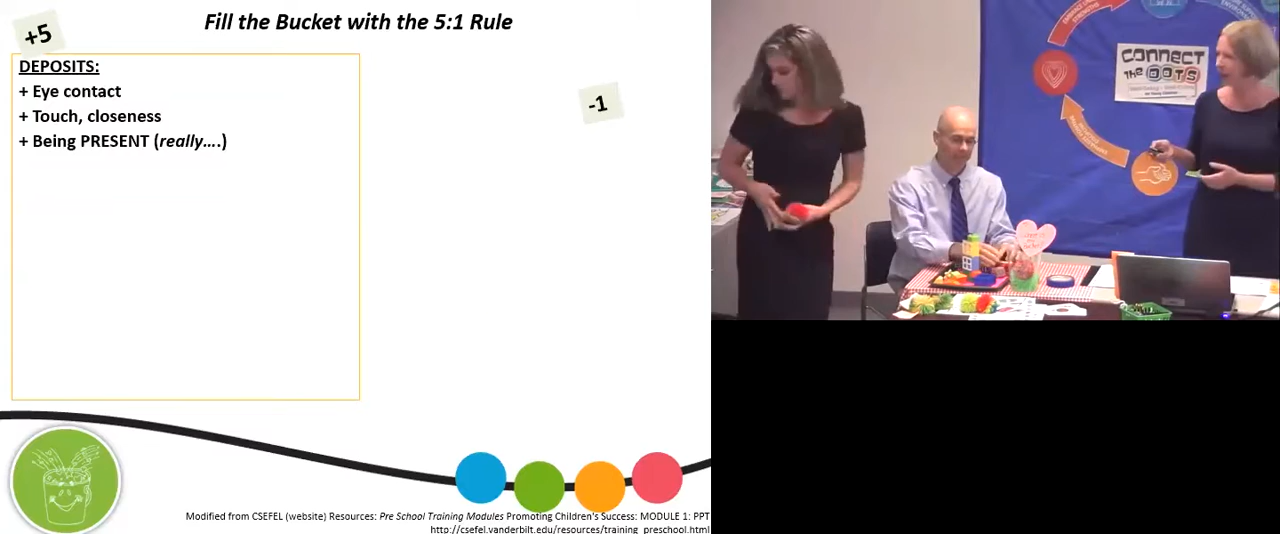 Fill the Bucket with the 5:1 Rule
+5
-1
DEPOSITS:
+ Eye contact
+ Touch, closeness
+ Being PRESENT (really….)
Modified from CSEFEL (website) Resources: Pre School Training Modules Promoting Children's Success: MODULE 1: PPT
http://csefel.vanderbilt.edu/resources/training_preschool.html
CONNECT
THE DOTS